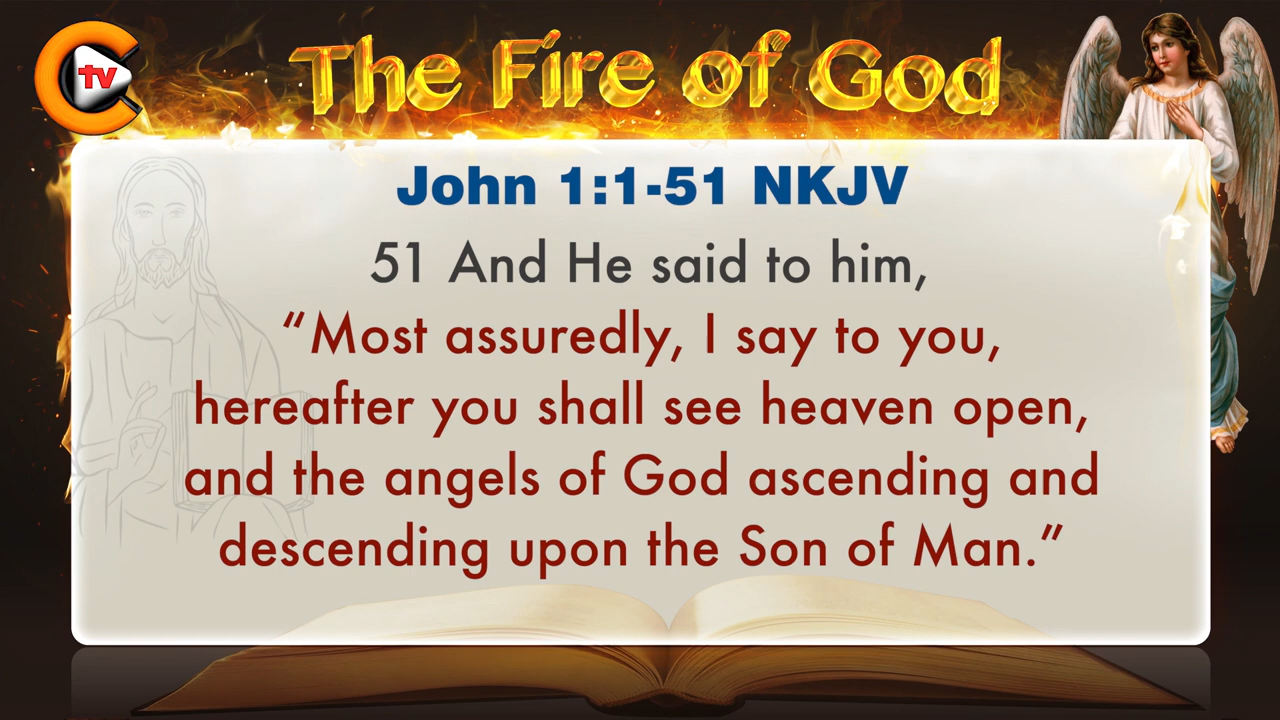 tv
The Fire of God
John 1:1-51 NKJV
51 And He said to him,
“Most assuredly, I say to you,
hereafter you shall see heaven open,
and the angels of God ascending and
descending upon the Son of Man.”